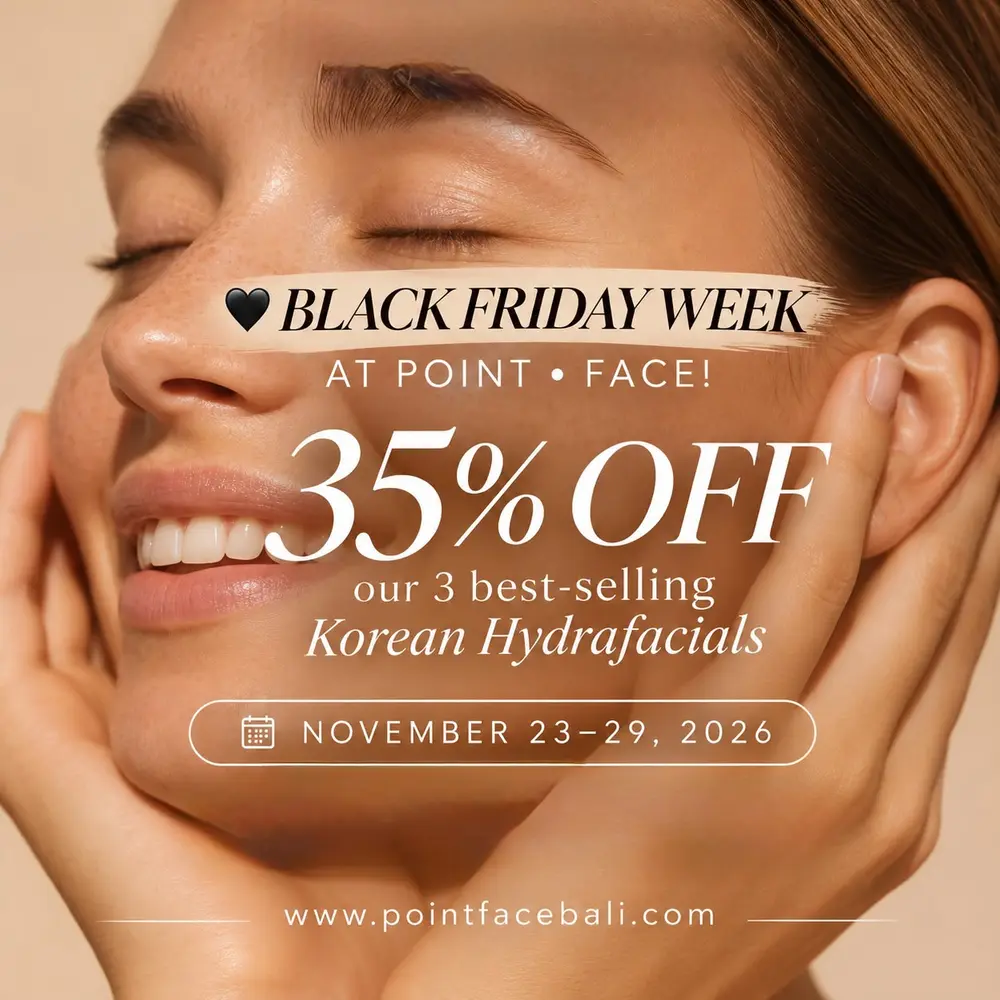 🖤 BLACK FRIDAY WEEK
AT POINT • FACE!
35% OFF
our 3 best-selling
Korean Hydrafacials
NOVEMBER 23–29, 2026
www.pointfacebali.com